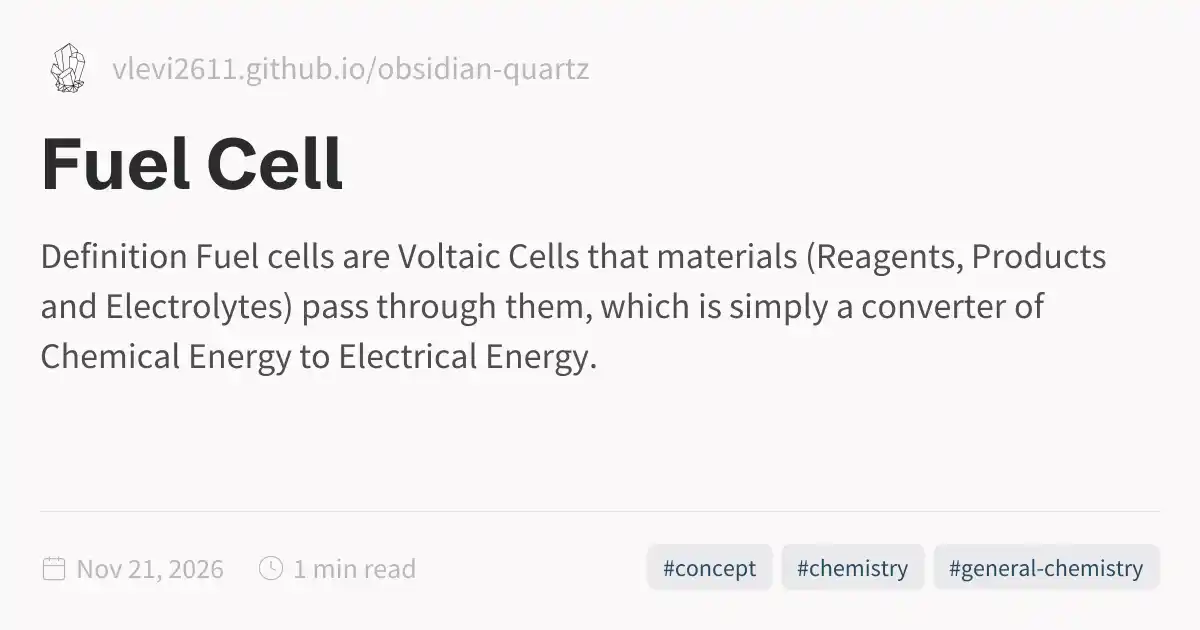 vlevi2611.github.io/obsidian-quartz
Fuel Cell
Definition Fuel cells are Voltaic Cells that materials (Reagents, Products
and Electrolytes) pass through them, which is simply a converter of
Chemical Energy to Electrical Energy.
Nov 21, 2026 1 min read #concept #chemistry #general-chemistry